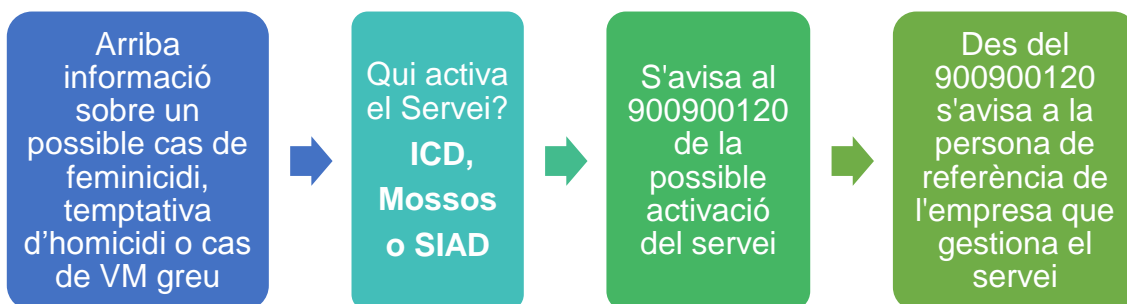 Arriba
informació
sobre un
possible cas de
feminicidi,
temptativa
d’homicidi o cas
de VM greu
Qui activa
el Servei?
ICD,
Mossos
o SIAD
S'avisa al
900900120
de la
possible
activació
del servei
Des del
900900120
s'avisa a la
persona de
referència de
l'empresa que
gestiona el
servei